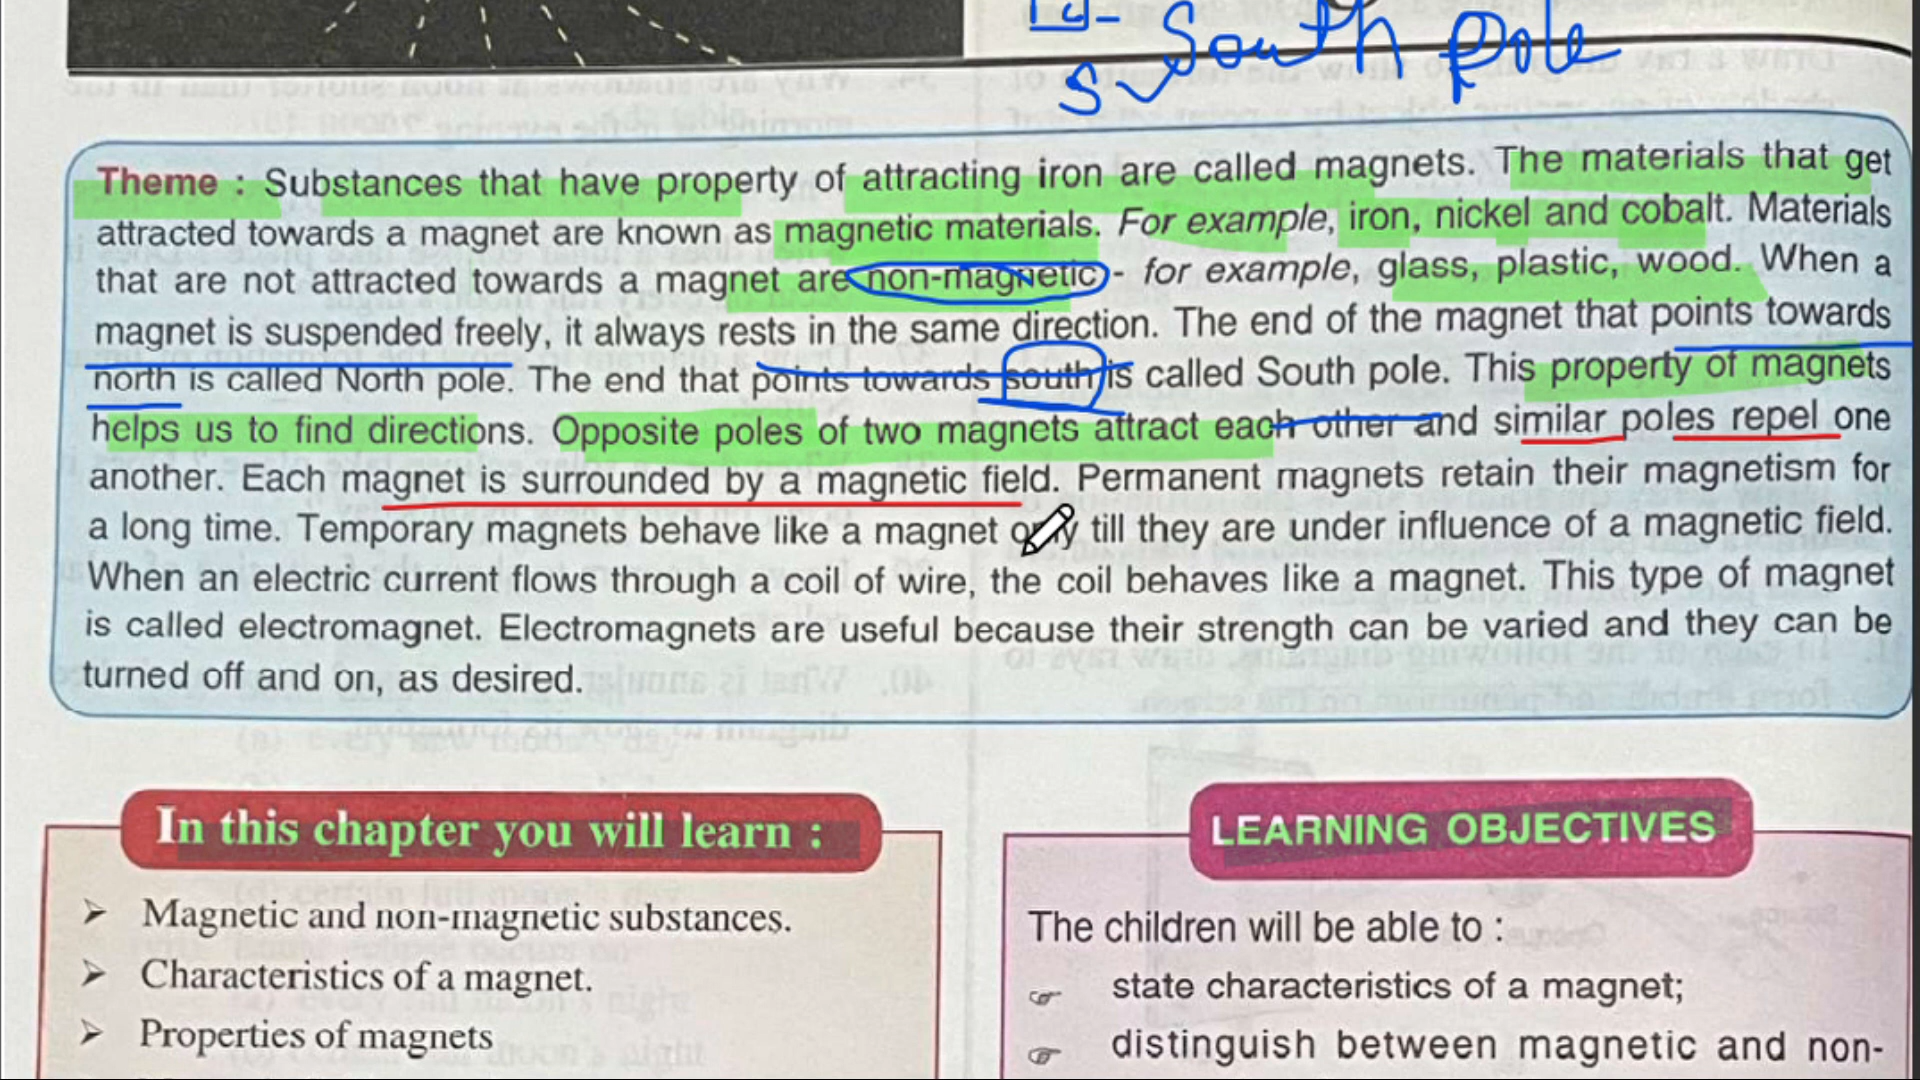 South pole
S
Theme : Substances that have property of attracting iron are called magnets. The materials that get
attracted towards a magnet are known as magnetic materials. For example, iron, nickel and cobalt. Materials
that are not attracted towards a magnet are non-magnetic - for example, glass, plastic, wood. When a
magnet is suspended freely, it always rests in the same direction. The end of the magnet that points towards
north is called North pole. The end that points towards south is called South pole. This property of magnets
helps us to find directions. Opposite poles of two magnets attract each other and similar poles repel one
another. Each magnet is surrounded by a magnetic field. Permanent magnets retain their magnetism for
a long time. Temporary magnets behave like a magnet only till they are under influence of a magnetic field.
When an electric current flows through a coil of wire, the coil behaves like a magnet. This type of magnet
is called electromagnet. Electromagnets are useful because their strength can be varied and they can be
turned off and on, as desired.
In this chapter you will learn :
➤ Magnetic and non-magnetic substances.
➤ Characteristics of a magnet.
➤ Properties of magnets
LEARNING OBJECTIVES
The children will be able to :
☞ state characteristics of a magnet;
☞ distinguish between magnetic and non-